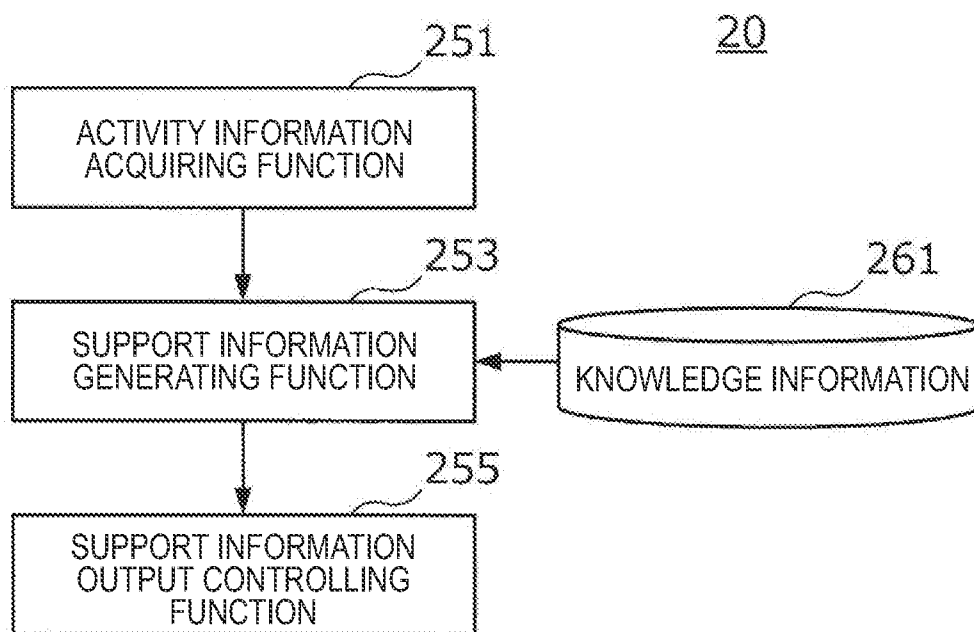 20
251
ACTIVITY INFORMATION
ACQUIRING FUNCTION
253
SUPPORT INFORMATION
GENERATING FUNCTION
261
KNOWLEDGE INFORMATION
255
SUPPORT INFORMATION
OUTPUT CONTROLLING
FUNCTION